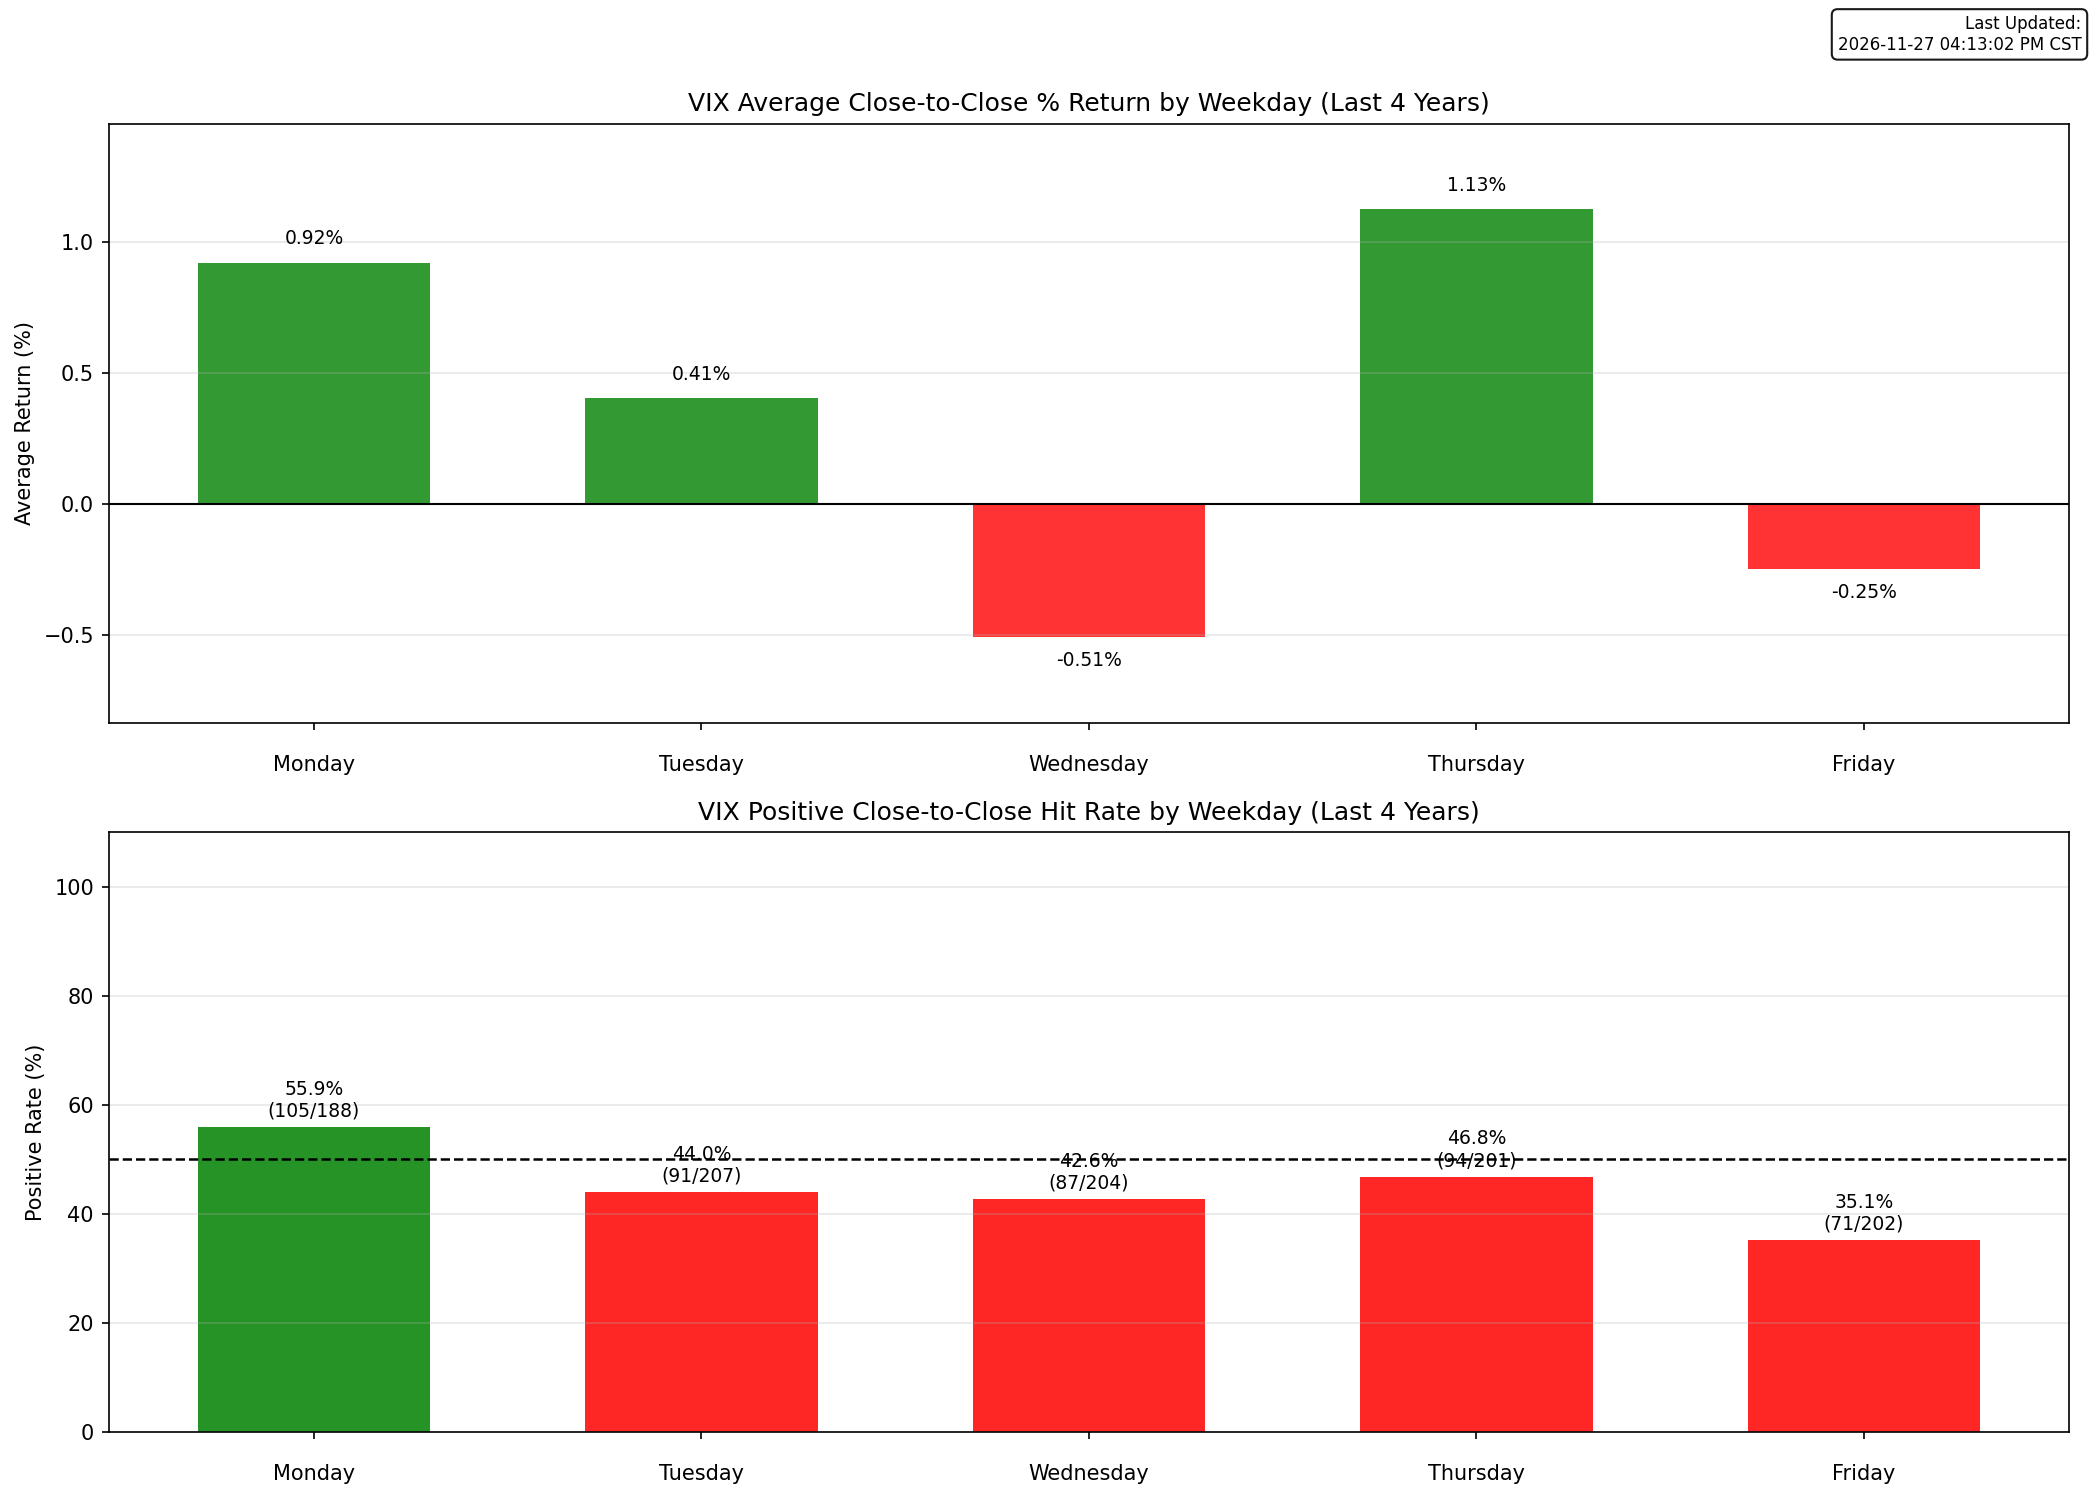 Last Updated:
2026-11-27 04:13:02 PM CST
VIX Average Close-to-Close % Return by Weekday (Last 4 Years)
Average Return (%)
1.0
0.5
0.0
−0.5
0.92%
0.41%
-0.51%
1.13%
-0.25%
Monday
Tuesday
Wednesday
Thursday
Friday
VIX Positive Close-to-Close Hit Rate by Weekday (Last 4 Years)
Positive Rate (%)
100
80
60
40
20
0
55.9%
(105/188)
44.0%
(91/207)
42.6%
(87/204)
46.8%
(94/201)
35.1%
(71/202)
Monday
Tuesday
Wednesday
Thursday
Friday